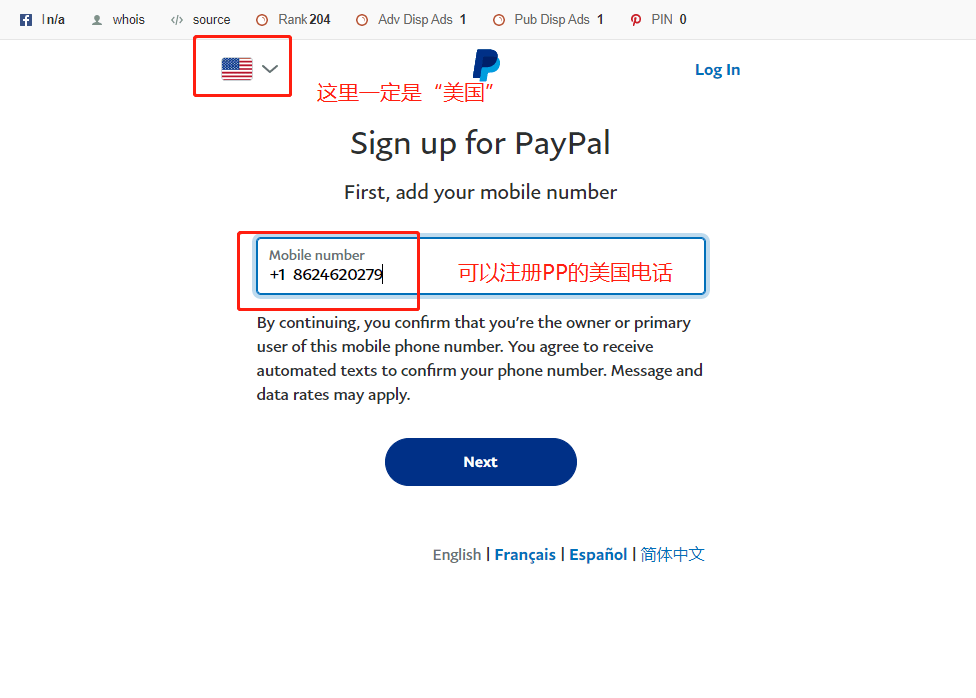 n/a whois source Rank 204 Adv Disp Ads 1 Pub Disp Ads 1 PIN 0
Log In
这里一定是“美国”
Sign up for PayPal
First, add your mobile number
Mobile number
+1 8624620279
可以注册PP的美国电话
By continuing, you confirm that you're the owner or primary
user of this mobile phone number. You agree to receive
automated texts to confirm your phone number. Message and
data rates may apply.
Next
English | Français | Español | 简体中文